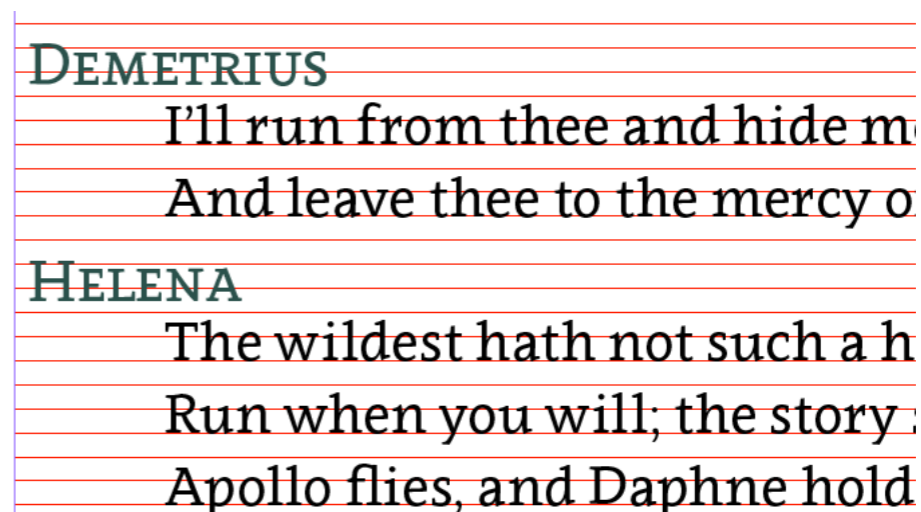 DEMETRIUS
I’ll run from thee and hide
And leave thee to the mercy
HELENA
The wildest hath not such a
Run when you will; the story
Apollo flies, and Daphne